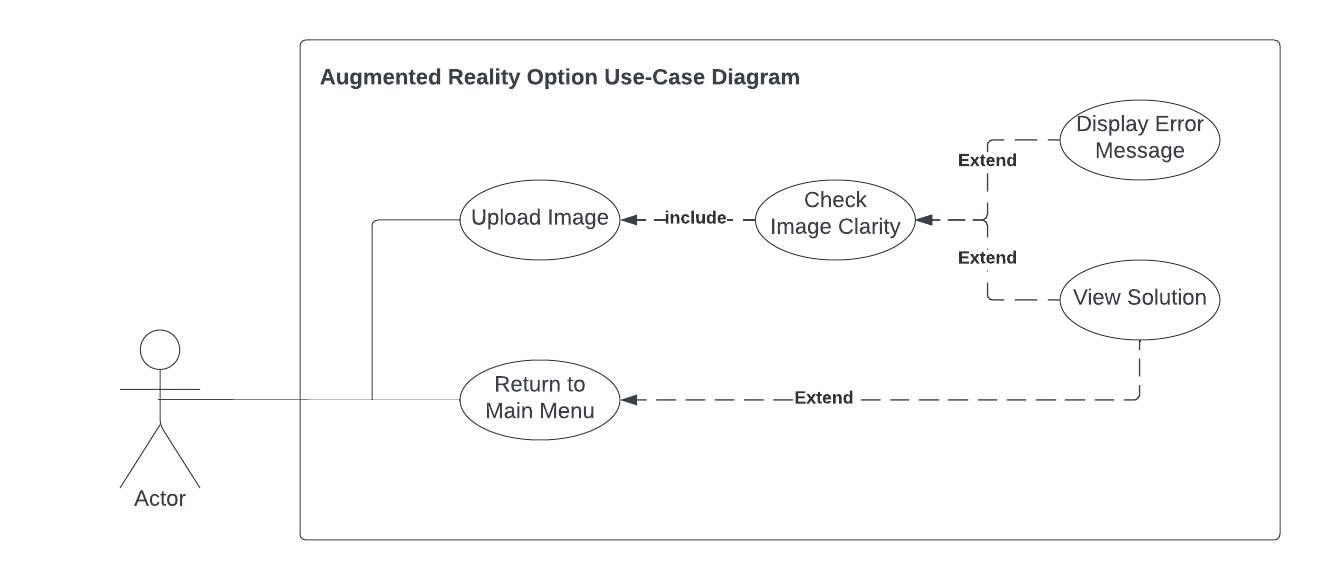 Augmented Reality Option Use-Case Diagram
Display Error
Message
Extend
Upload Image
include
Check
Image Clarity
Extend
View Solution
Return to
Main Menu
Extend
Actor